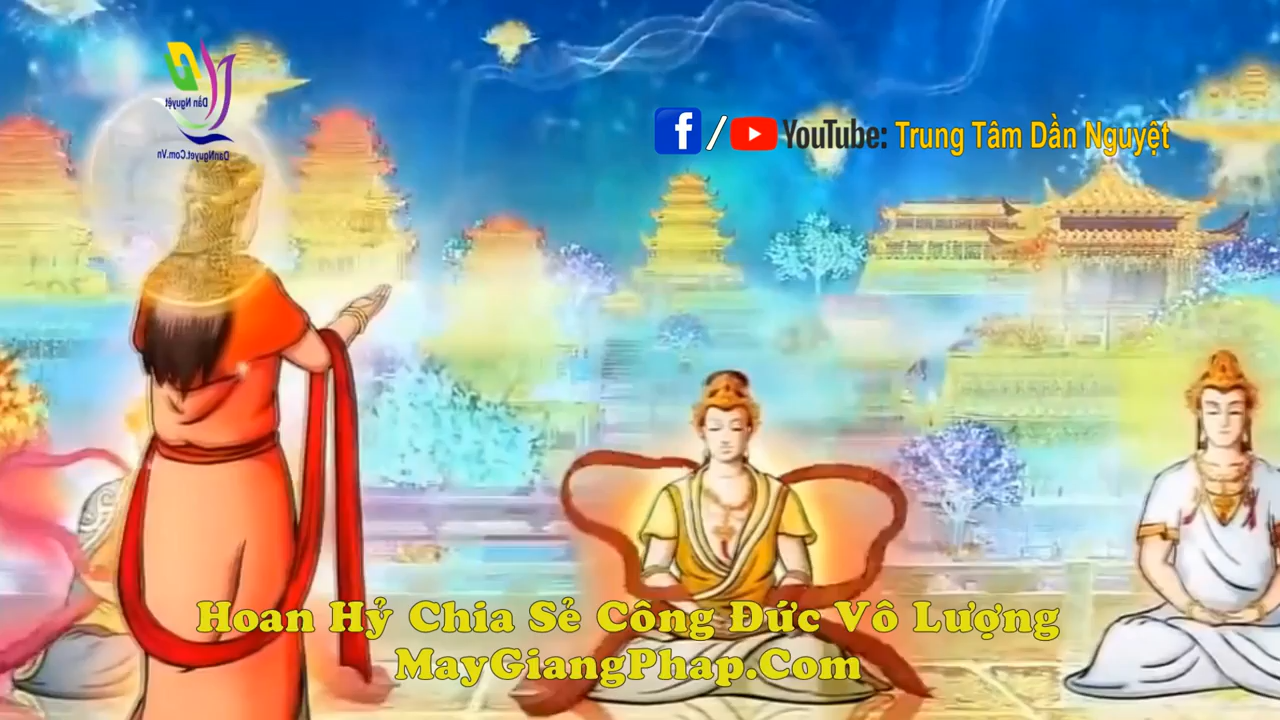 Dần Nguyệt
DanNguyet.Com.Vn
f/ YouTube: Trung Tâm Dần Nguyệt
Hoan Hỷ Chia Sẻ Công Đức Vô Lượng
MayGiangPhap.Com